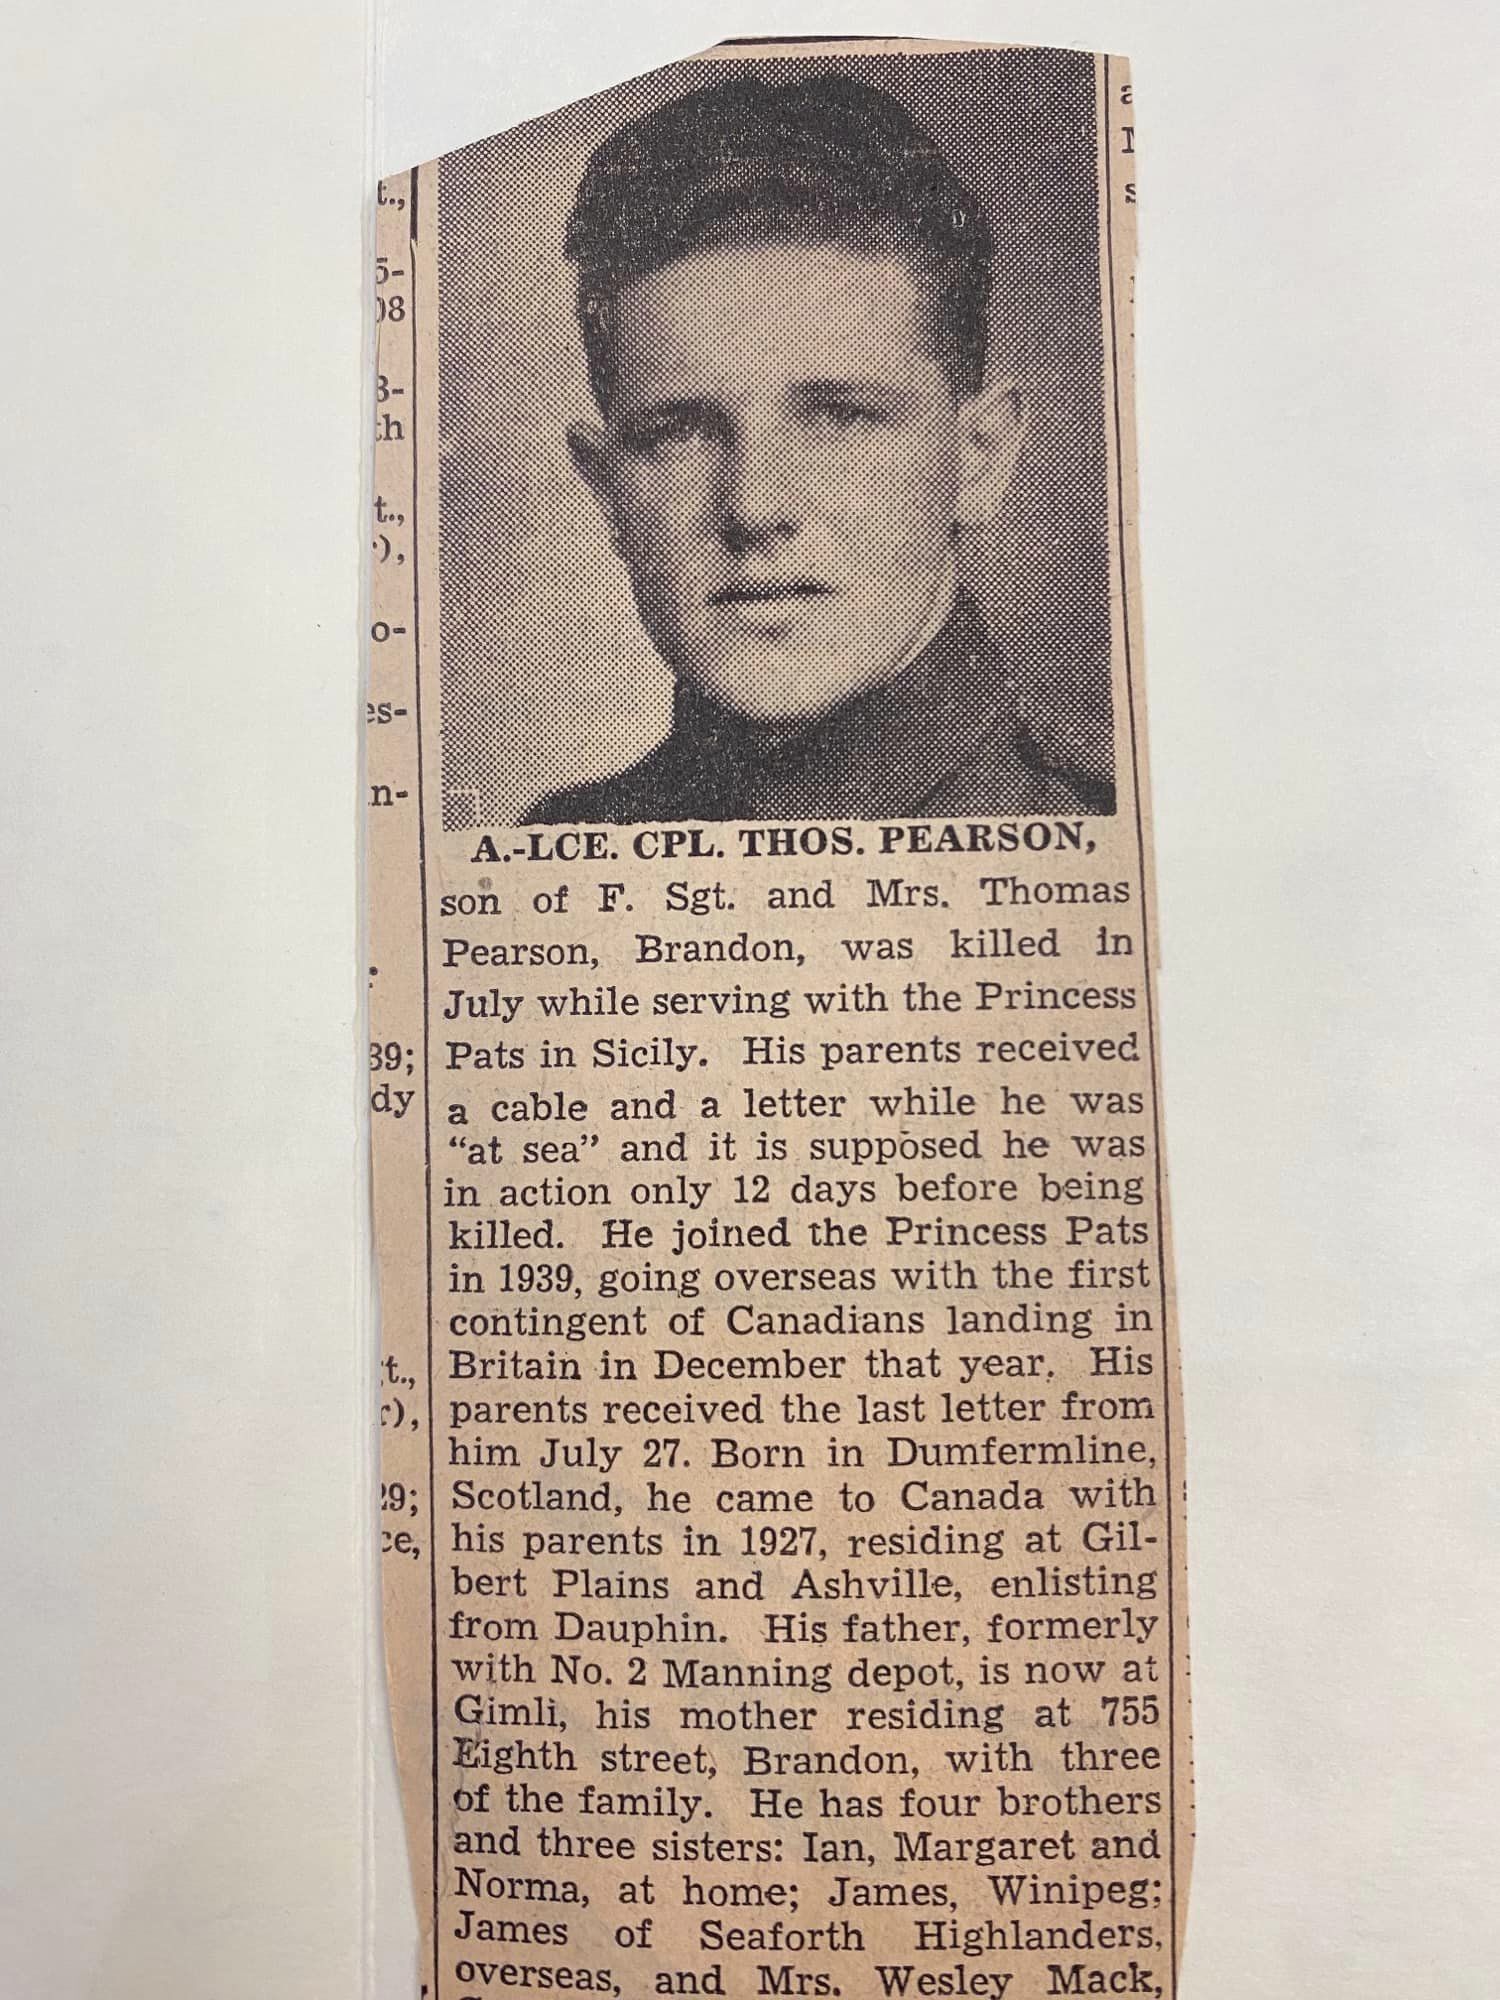 A.-LCE. CPL. THOS. PEARSON,
son of F. Sgt. and Mrs. Thomas
Pearson, Brandon, was killed in
July while serving with the Princess
Pats in Sicily. His parents received
a cable and a letter while he was
“at sea” and it is supposed he was
in action only 12 days before being
killed. He joined the Princess Pats
in 1939, going overseas with the first
contingent of Canadians landing in
Britain in December that year. His
parents received the last letter from
him July 27. Born in Dumfermline,
Scotland, he came to Canada with
his parents in 1927, residing at Gil-
bert Plains and Ashville, enlisting
from Dauphin. His father, formerly
with No. 2 Manning depot, is now at
Gimli, his mother residing at 755
Eighth street, Brandon, with three
of the family. He has four brothers
and three sisters: Ian, Margaret and
Norma, at home; James, Winipeg;
James of Seaforth Highlanders,
overseas, and Mrs. Wesley Mack,